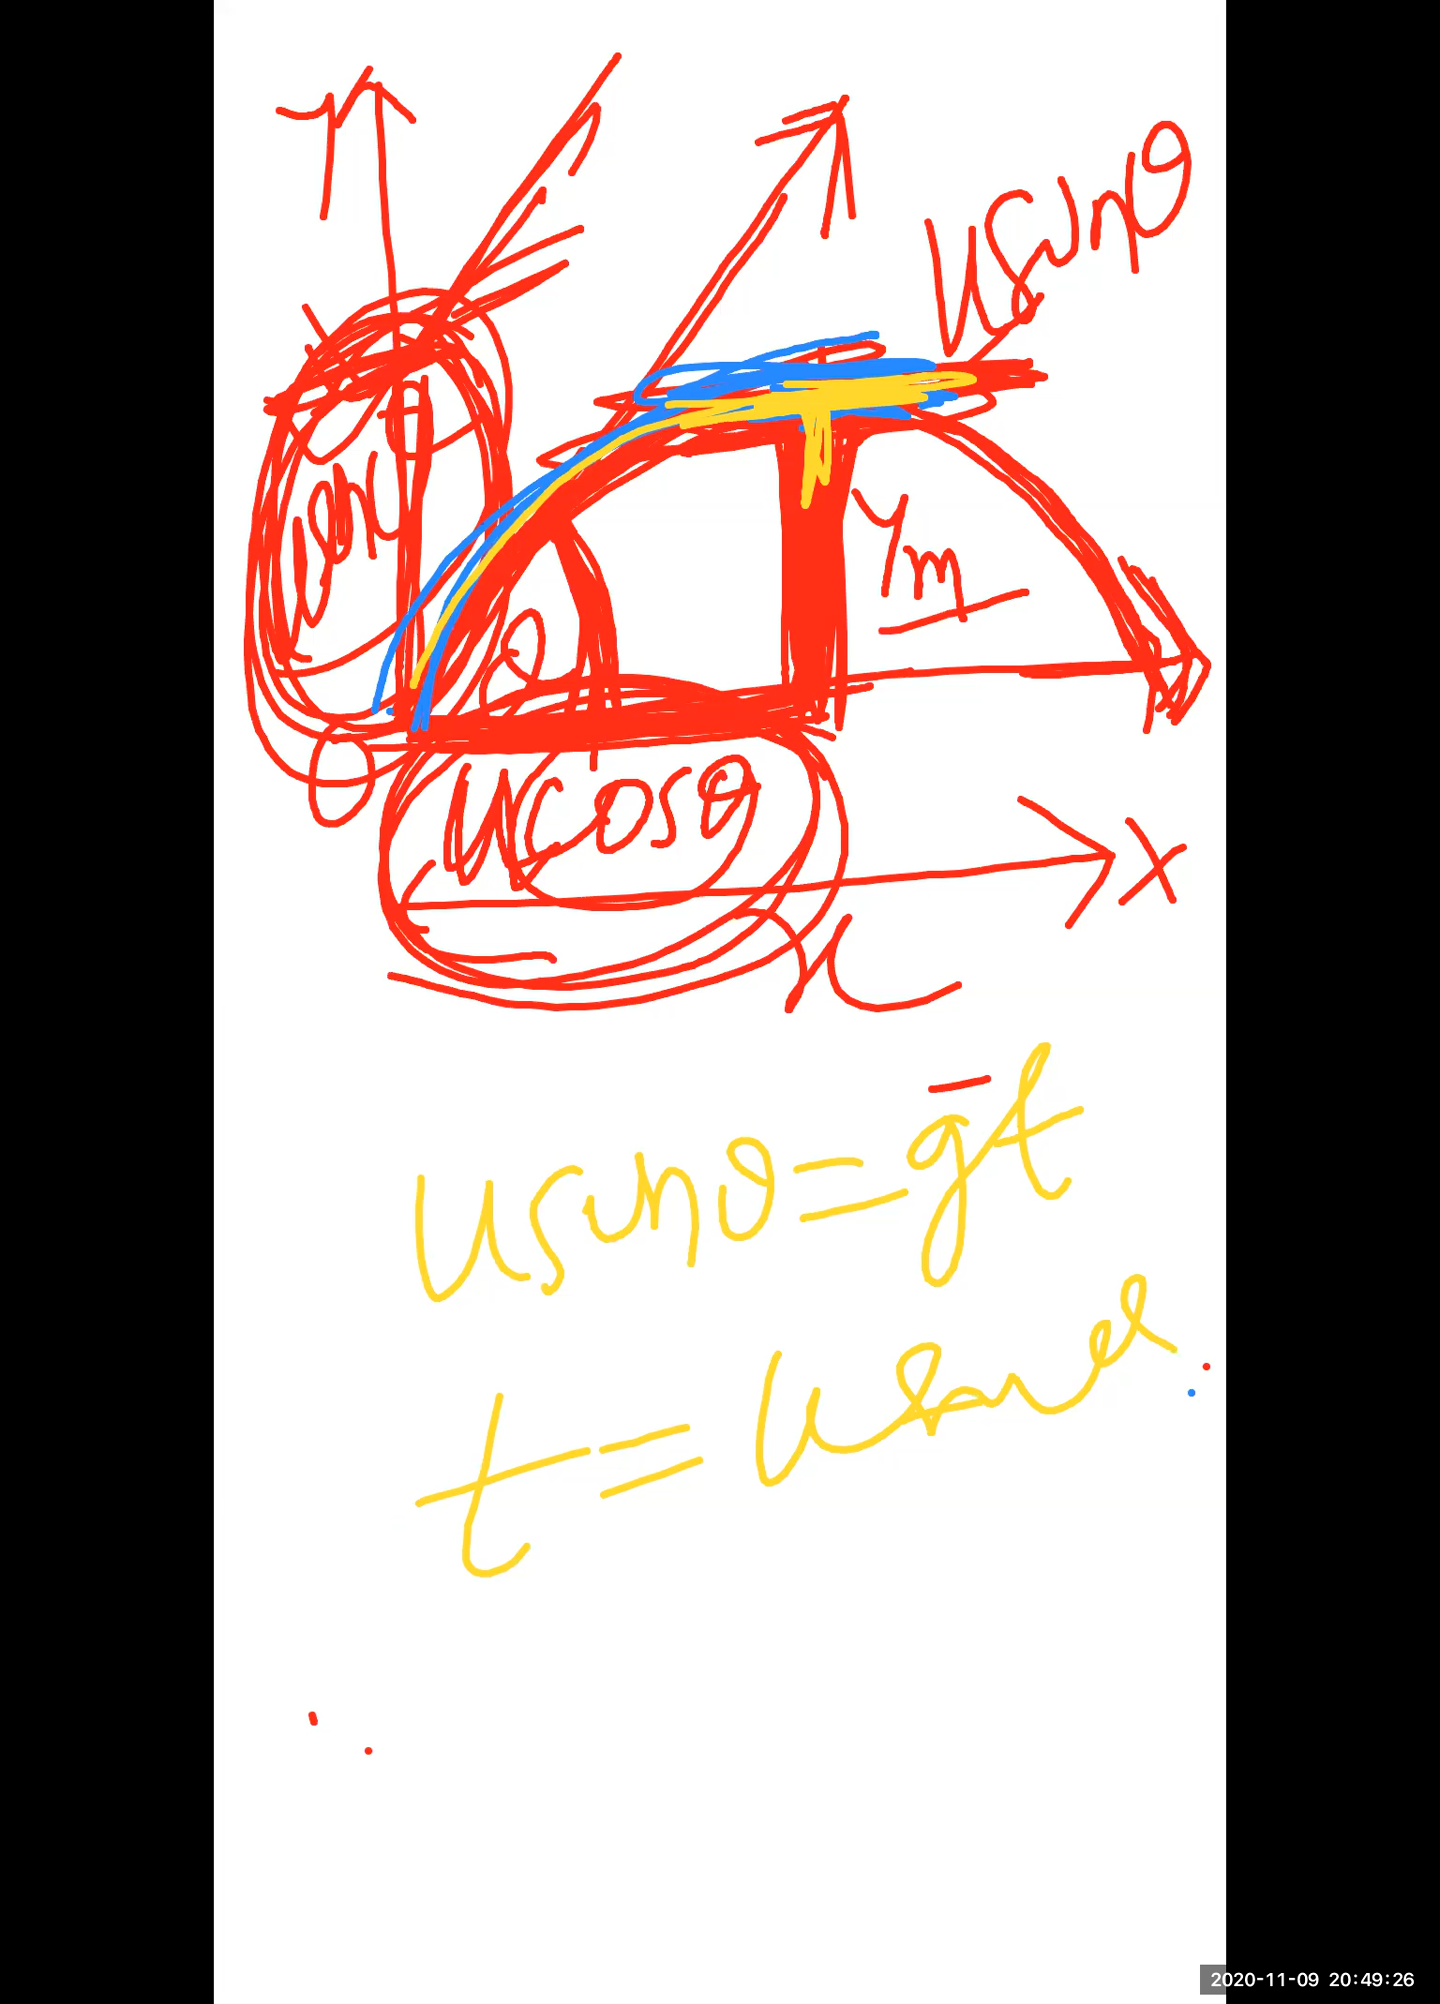 usinθ
Ym
θ
ucosθ
X
x
usinθ = gt
t = usinθ
2020-11-09 20:49:26